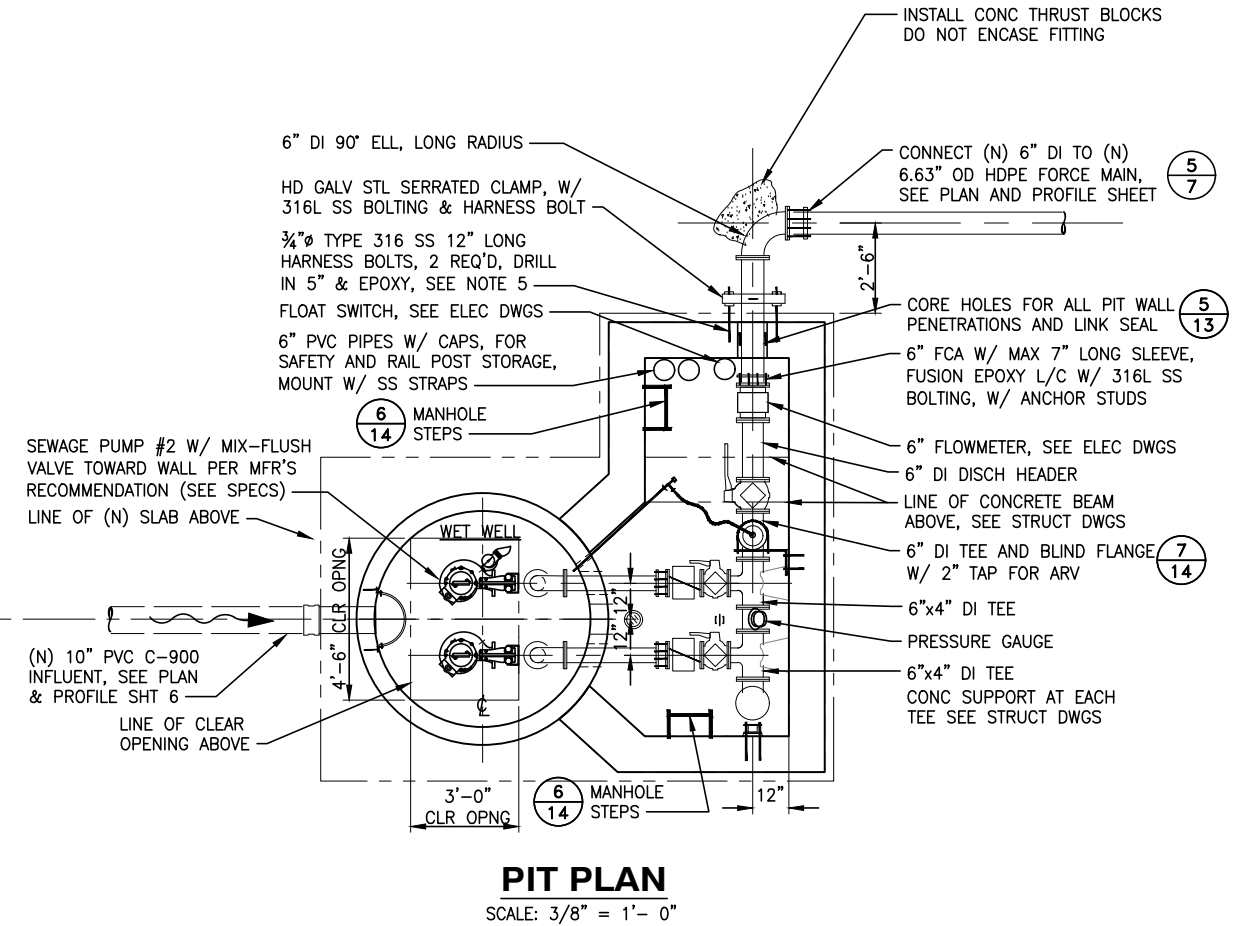 INSTALL CONC THRUST BLOCKS
DO NOT ENCASE FITTING
6” DI 90° ELL, LONG RADIUS
CONNECT (N) 6” DI TO (N)
6.63” OD HDPE FORCE MAIN,
SEE PLAN AND PROFILE SHEET
5
7
HD GALV STL SERRATED CLAMP, W/
316L SS BOLTING & HARNESS BOLT
¾”ø TYPE 316 SS 12” LONG
HARNESS BOLTS, 2 REQ’D, DRILL
IN 5” & EPOXY, SEE NOTE 5
2’-6”
FLOAT SWITCH, SEE ELEC DWGS
CORE HOLES FOR ALL PIT WALL
PENETRATIONS AND LINK SEAL
5
13
6” PVC PIPES W/ CAPS, FOR
SAFETY AND RAIL POST STORAGE,
MOUNT W/ SS STRAPS
6” FCA W/ MAX 7” LONG SLEEVE,
FUSION EPOXY L/C W/ 316L SS
BOLTING, W/ ANCHOR STUDS
6
14
MANHOLE
STEPS
SEWAGE PUMP #2 W/ MIX-FLUSH
VALVE TOWARD WALL PER MFR’S
RECOMMENDATION (SEE SPECS)
6” FLOWMETER, SEE ELEC DWGS
6” DI DISCH HEADER
LINE OF (N) SLAB ABOVE
LINE OF CONCRETE BEAM
ABOVE, SEE STRUCT DWGS
WET WELL
6” DI TEE AND BLIND FLANGE
W/ 2” TAP FOR ARV
7
14
4’-6”
CLR OPNG
12”
12”
6”x4” DI TEE
PRESSURE GAUGE
(N) 10” PVC C-900
INFLUENT, SEE PLAN
& PROFILE SHT 6
6”x4” DI TEE
CONC SUPPORT AT EACH
TEE SEE STRUCT DWGS
℄
LINE OF CLEAR
OPENING ABOVE
3’-0”
CLR OPNG
6
14
MANHOLE
STEPS
12”
PIT PLAN
SCALE: 3/8” = 1’- 0”